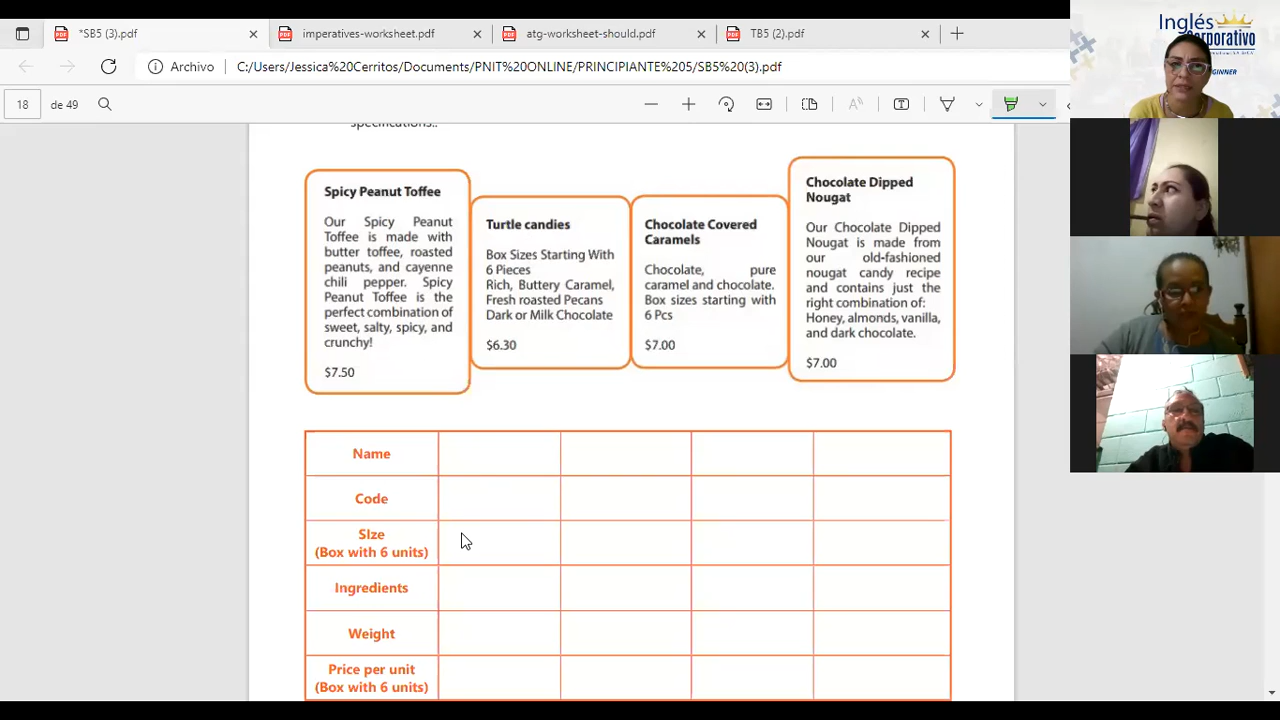 *SB5 (3).pdf
imperatives-worksheet.pdf
atg-worksheet-should.pdf
TB5 (2).pdf
Archivo
C:/Users/Jessica%20Cerritos/Documents/PNIT%20ONLINE/PRINCIPIANTE%205/SB5%20(3).pdf
18
de 49
specifications..
Spicy Peanut Toffee
Our Spicy Peanut
Toffee is made with
butter toffee, roasted
peanuts, and cayenne
chili pepper. Spicy
Peanut Toffee is the
perfect combination of
sweet, salty, spicy, and
crunchy!
$7.50
Turtle candies
Box Sizes Starting With
6 Pieces
Rich, Buttery Caramel,
Fresh roasted Pecans
Dark or Milk Chocolate
$6.30
Chocolate Covered
Caramels
Chocolate, pure
caramel and chocolate.
Box sizes starting with
6 Pcs
$7.00
Chocolate Dipped
Nougat
Our Chocolate Dipped
Nougat is made from
our old-fashioned
nougat candy recipe
and contains just the
right combination of:
Honey, almonds, vanilla,
and dark chocolate.
$7.00
Name
Code
SIze
(Box with 6 units)
Ingredients
Weight
Price per unit
(Box with 6 units)
Inglés
Corporativo